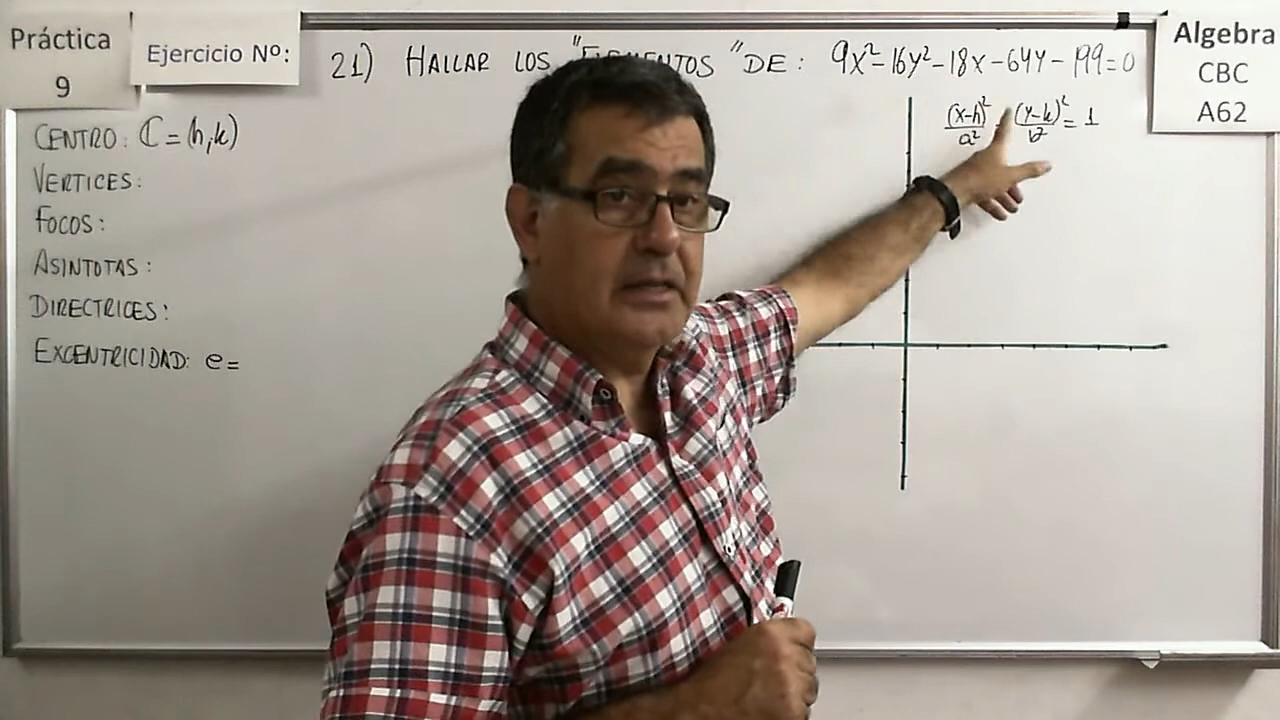 Práctica
9
Ejercicio Nº:
21) HALLAR LOS "ELEMENTOS" DE: 9x²-16y²-18x-64y-199=0
Algebra
CBC
A62
(x-h)²/a² - (y-k)²/b² = 1
CENTRO: C=(h,k)
VERTICES:
FOCOS:
ASINTOTAS:
DIRECTRICES:
EXCENTRICIDAD: e=